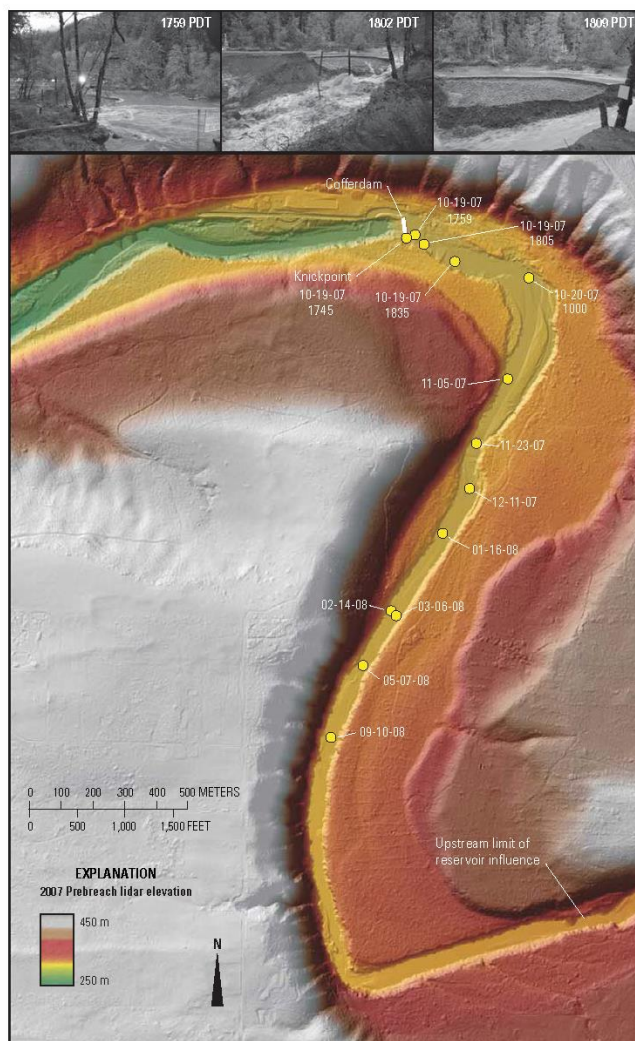 1759 PDT
1802 PDT
1809 PDT
Cofferdam
10-19-07
1759
10-19-07
1805
Knickpoint
10-19-07
1745
10-19-07
1835
10-20-07
1000
11-05-07
11-23-07
12-11-07
01-16-08
02-14-08
03-06-08
05-07-08
09-10-08
0 100 200 300 400 500 METERS
0 500 1,000 1,500 FEET
Upstream limit of
reservoir influence
EXPLANATION
2007 Prebreach lidar elevation
450 m
250 m
N